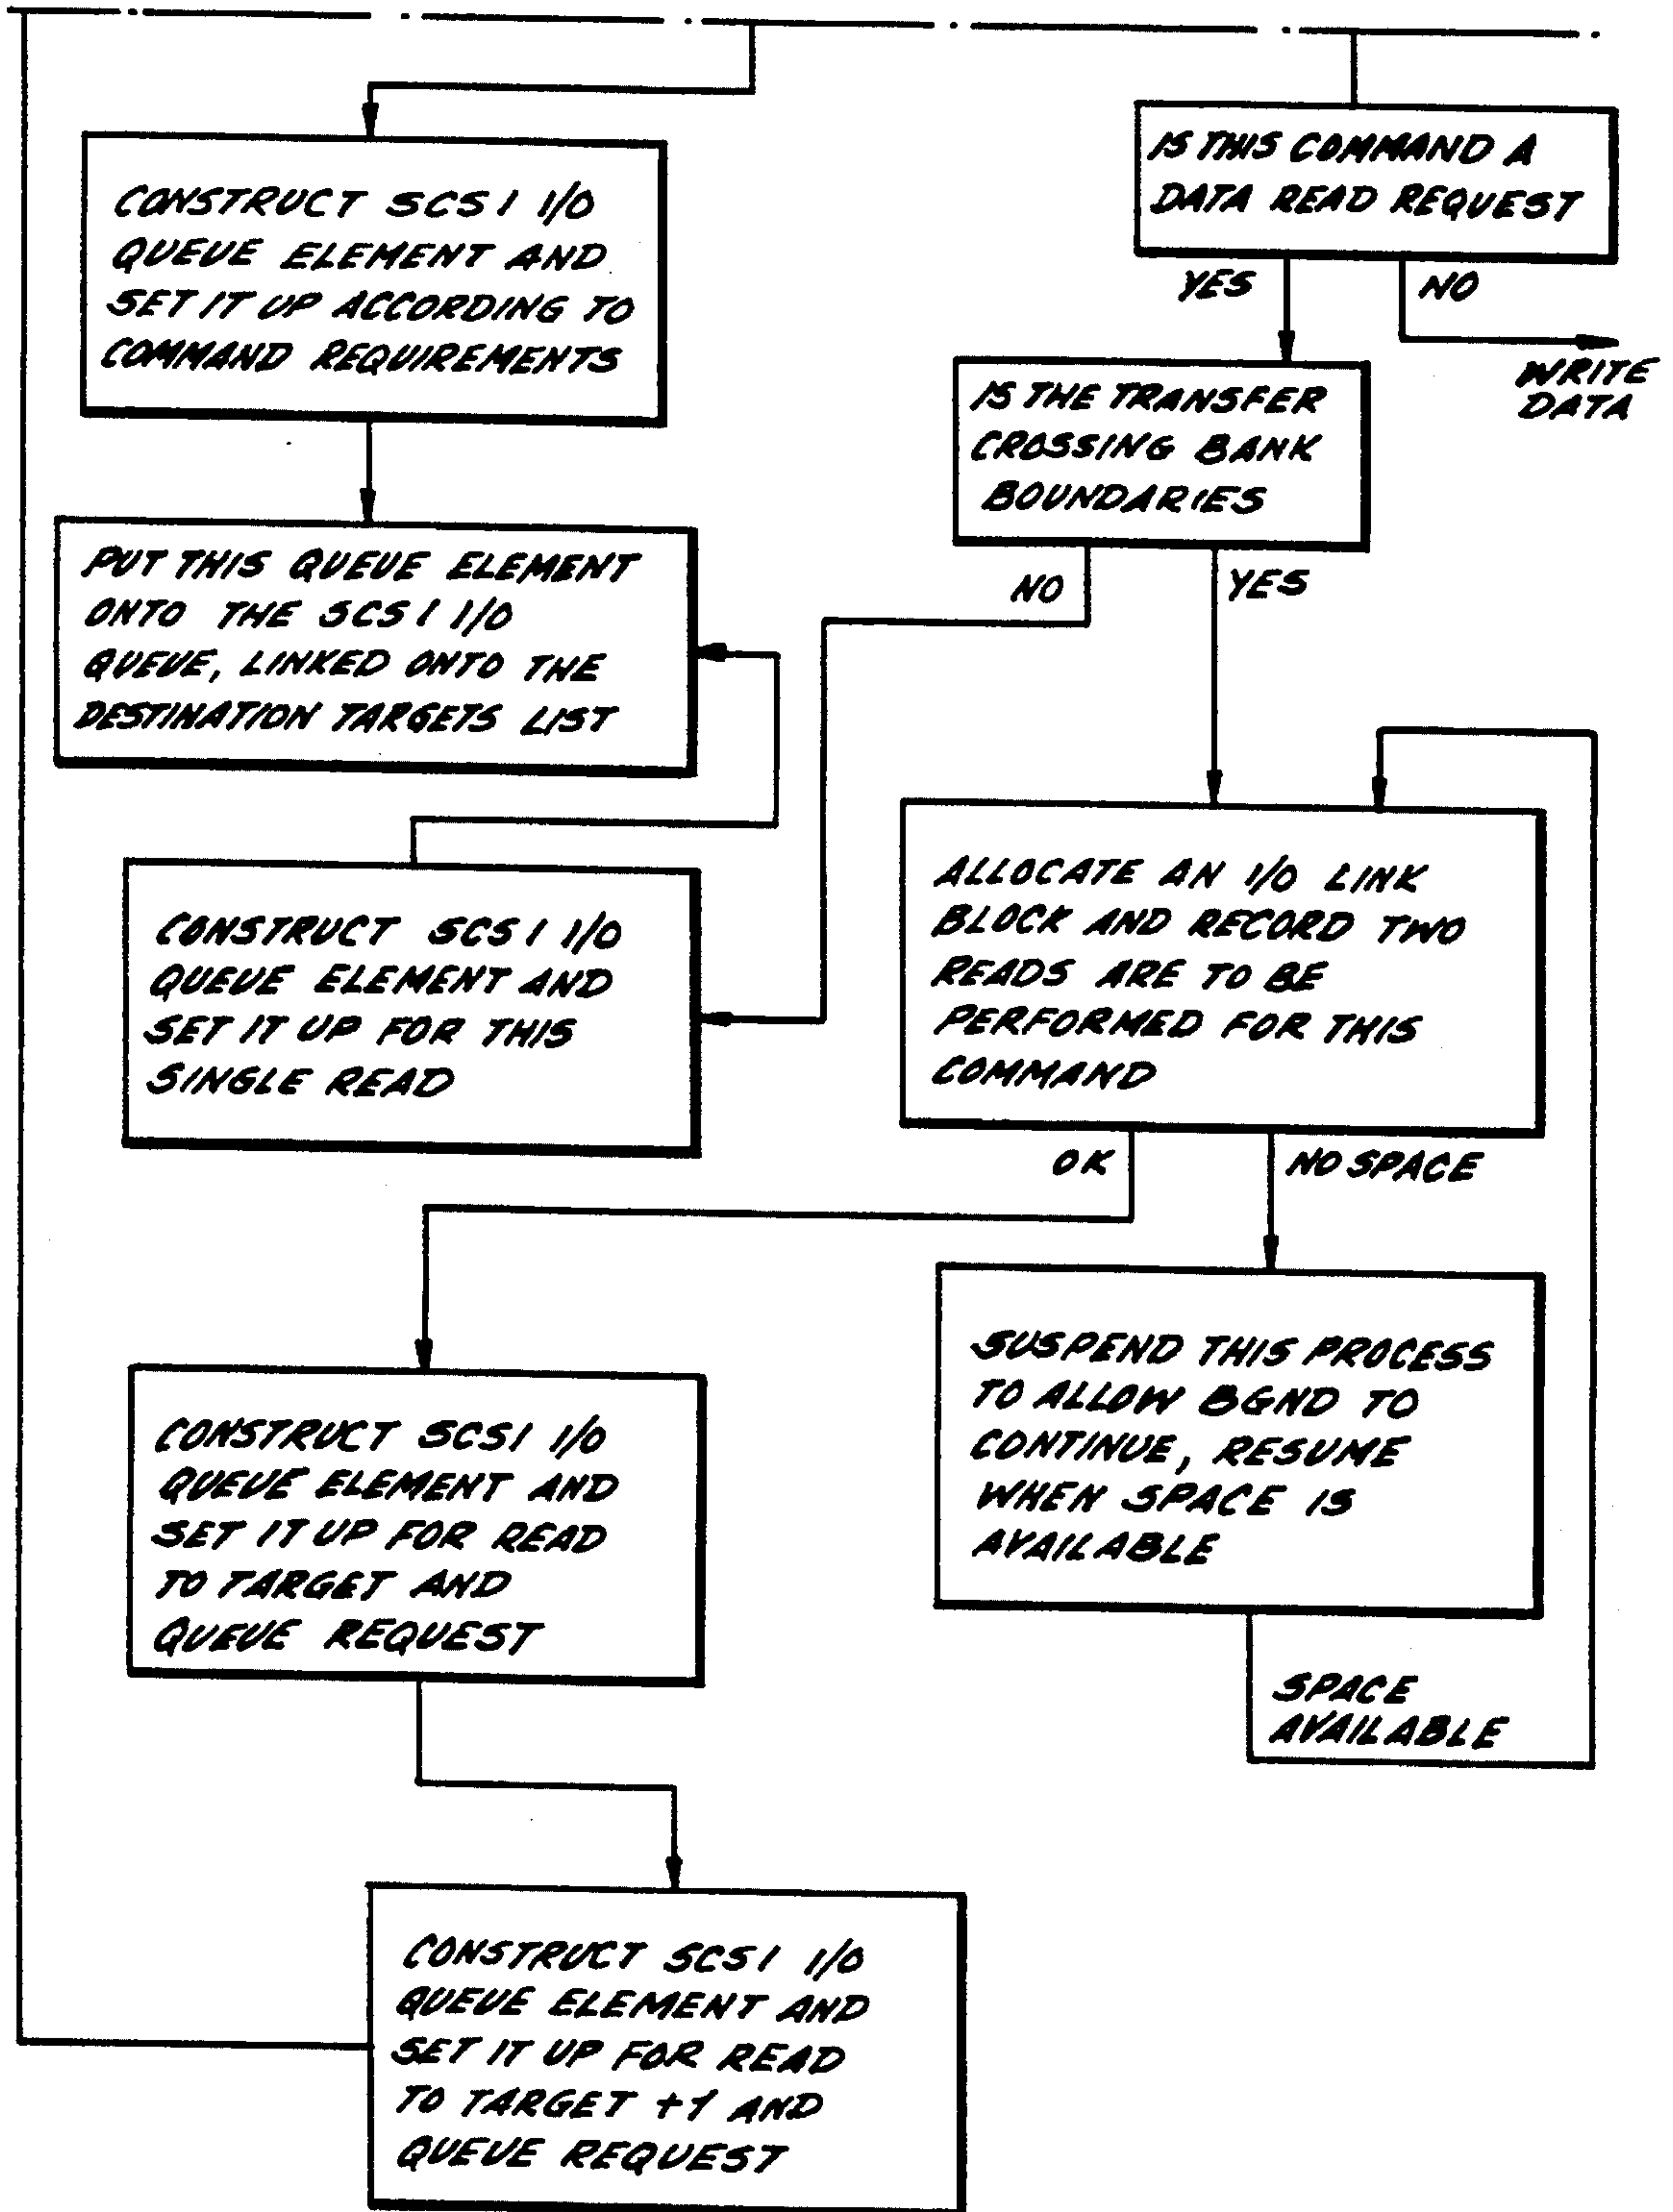 CONSTRUCT SCSI I/O
QUEUE ELEMENT AND
SET IT UP ACCORDING TO
COMMAND REQUIREMENTS
IS THIS COMMAND A
DATA READ REQUEST
YES
NO
WRITE
DATA
IS THE TRANSFER
CROSSING BANK
BOUNDARIES
NO
YES
PUT THIS QUEUE ELEMENT
ONTO THE SCSI I/O
QUEUE, LINKED ONTO THE
DESTINATION TARGETS LIST
CONSTRUCT SCSI I/O
QUEUE ELEMENT AND
SET IT UP FOR THIS
SINGLE READ
ALLOCATE AN I/O LINK
BLOCK AND RECORD TWO
READS ARE TO BE
PERFORMED FOR THIS
COMMAND
OK
NO SPACE
SUSPEND THIS PROCESS
TO ALLOW BGND TO
CONTINUE, RESUME
WHEN SPACE IS
AVAILABLE
SPACE
AVAILABLE
CONSTRUCT SCSI I/O
QUEUE ELEMENT AND
SET IT UP FOR READ
TO TARGET AND
QUEUE REQUEST
CONSTRUCT SCSI I/O
QUEUE ELEMENT AND
SET IT UP FOR READ
TO TARGET +1 AND
QUEUE REQUEST